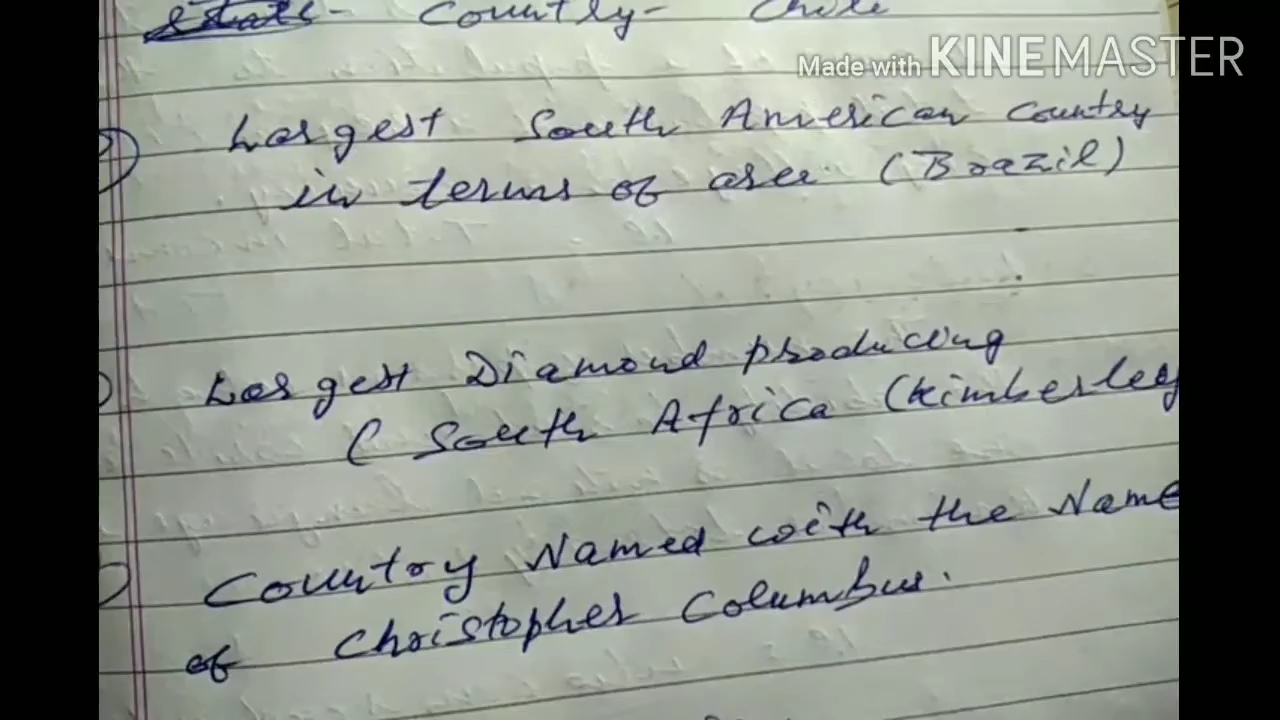 Country- Chile
Made with KINEMASTER
Largest South American Country
in terms of area (Brazil)
Largest Diamond producing
( South Africa (Kimberley
Country Named with the Name
of Christopher Columbus.